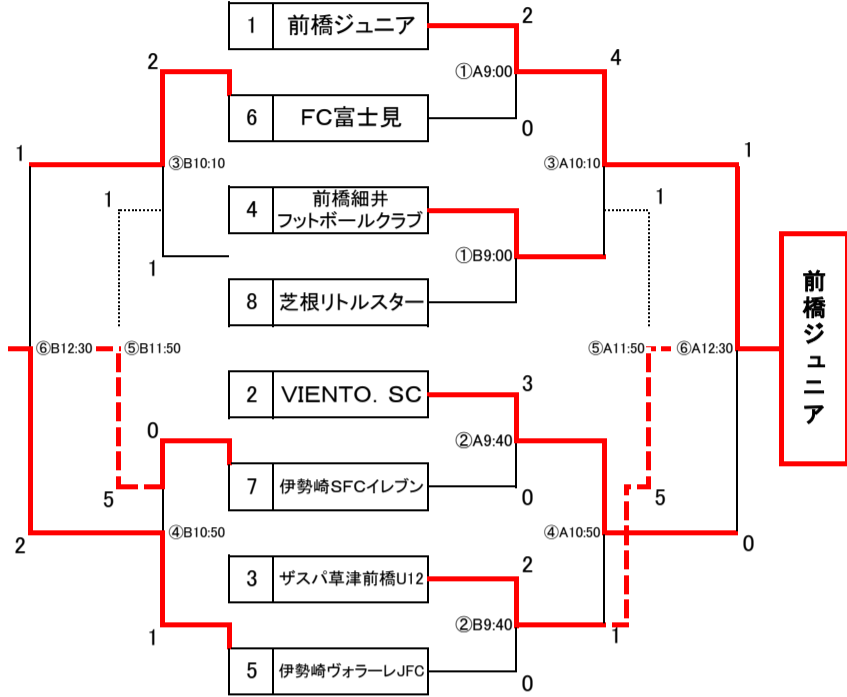 1 前橋ジュニア 2
①A9:00
2 4
6 FC富士見 0
1 ③B10:10 ③A10:10 1
1 4 前橋細井
フットボールクラブ 1
①B9:00
1
8 芝根リトルスター
前橋ジュニア
⑥B12:30 ⑤B11:50 ⑤A11:50 ⑥A12:30
2 VIENTO. SC 3
0 ②A9:40
5 7 伊勢崎SFCイレブン 0 5
2 ④B10:50 ④A10:50 0
3 ザスパ草津前橋U12 2
1 ②B9:40 1
5 伊勢崎ヴォラーレJFC 0